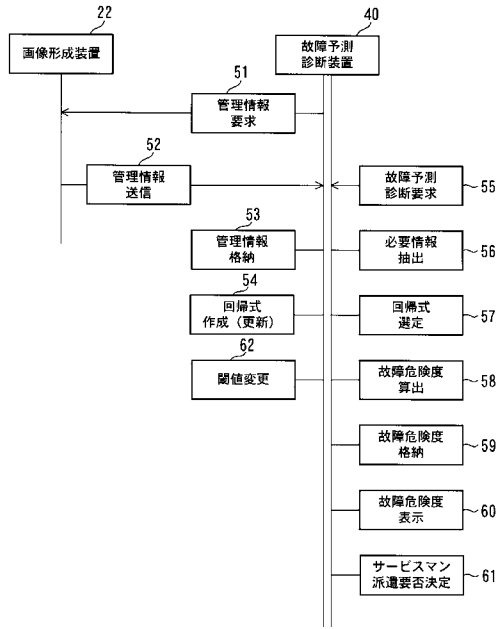 22
画像形成装置
40
故障予測
診断装置
51
管理情報
要求
52
管理情報
送信
故障予測
診断要求
55
53
管理情報
格納
必要情報
抽出
56
54
回帰式
作成（更新）
回帰式
選定
57
62
閾値変更
故障危険度
算出
58
故障危険度
格納
59
故障危険度
表示
60
サービスマン
派遣要否決定
61